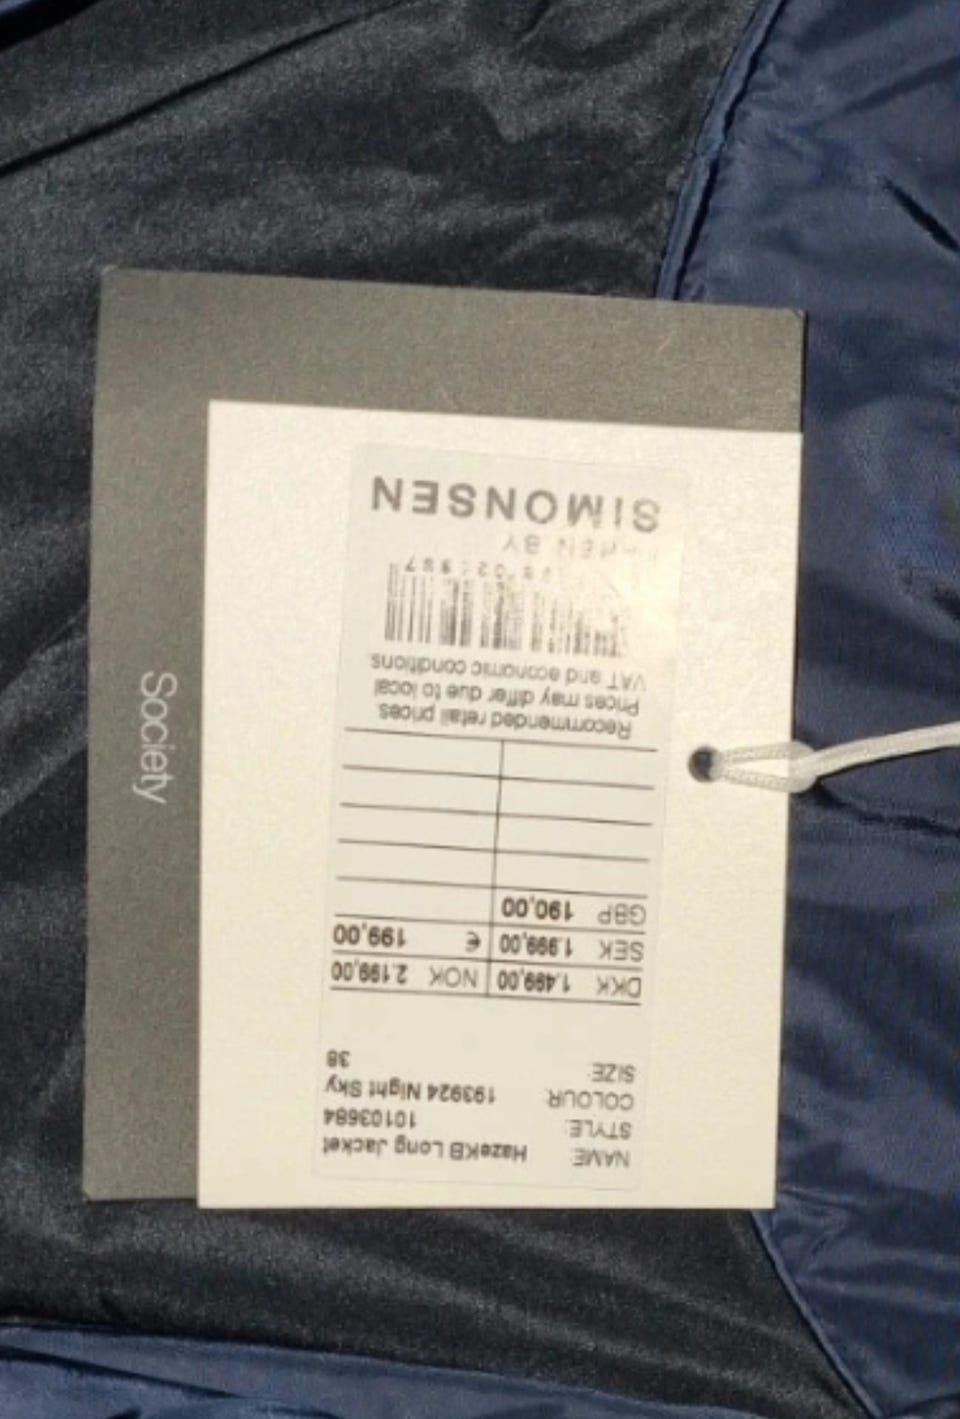 NAME: HazeKB Long Jacket
STYLE: 10103684
COLOUR: 193924 Night Sky
SIZE: 38
DKK 1.499,00 NOK 2.199,00
SEK 1.999,00 € 199,00
GBP 190,00
Recommended retail prices.
Prices may differ due to local
VAT and economic conditions.
BY
SIMONSEN
Society